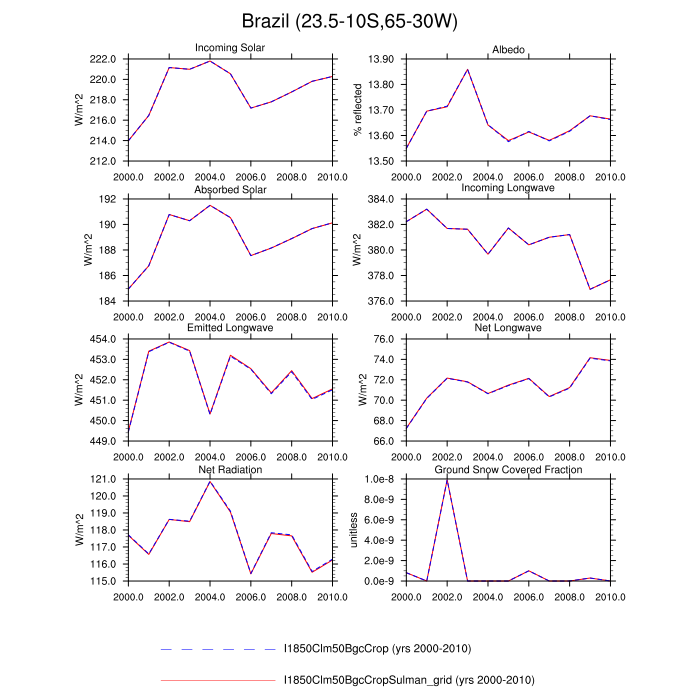 Brazil (23.5-10S,65-30W)
Incoming Solar
W/m^2
222.0
220.0
218.0
216.0
214.0
212.0
2000.0 2002.0 2004.0 2006.0 2008.0 2010.0
Albedo
% reflected
13.90
13.80
13.70
13.60
13.50
2000.0 2002.0 2004.0 2006.0 2008.0 2010.0
Absorbed Solar
W/m^2
192
190
188
186
184
2000.0 2002.0 2004.0 2006.0 2008.0 2010.0
Incoming Longwave
W/m^2
384.0
382.0
380.0
378.0
376.0
2000.0 2002.0 2004.0 2006.0 2008.0 2010.0
Emitted Longwave
W/m^2
454.0
453.0
452.0
451.0
450.0
449.0
2000.0 2002.0 2004.0 2006.0 2008.0 2010.0
Net Longwave
W/m^2
76.0
74.0
72.0
70.0
68.0
66.0
2000.0 2002.0 2004.0 2006.0 2008.0 2010.0
Net Radiation
W/m^2
121.0
120.0
119.0
118.0
117.0
116.0
115.0
2000.0 2002.0 2004.0 2006.0 2008.0 2010.0
Ground Snow Covered Fraction
unitless
1.0e-8
8.0e-9
6.0e-9
4.0e-9
2.0e-9
0.0e-9
2000.0 2002.0 2004.0 2006.0 2008.0 2010.0
I1850Clm50BgcCrop (yrs 2000-2010)
I1850Clm50BgcCropSulman_grid (yrs 2000-2010)